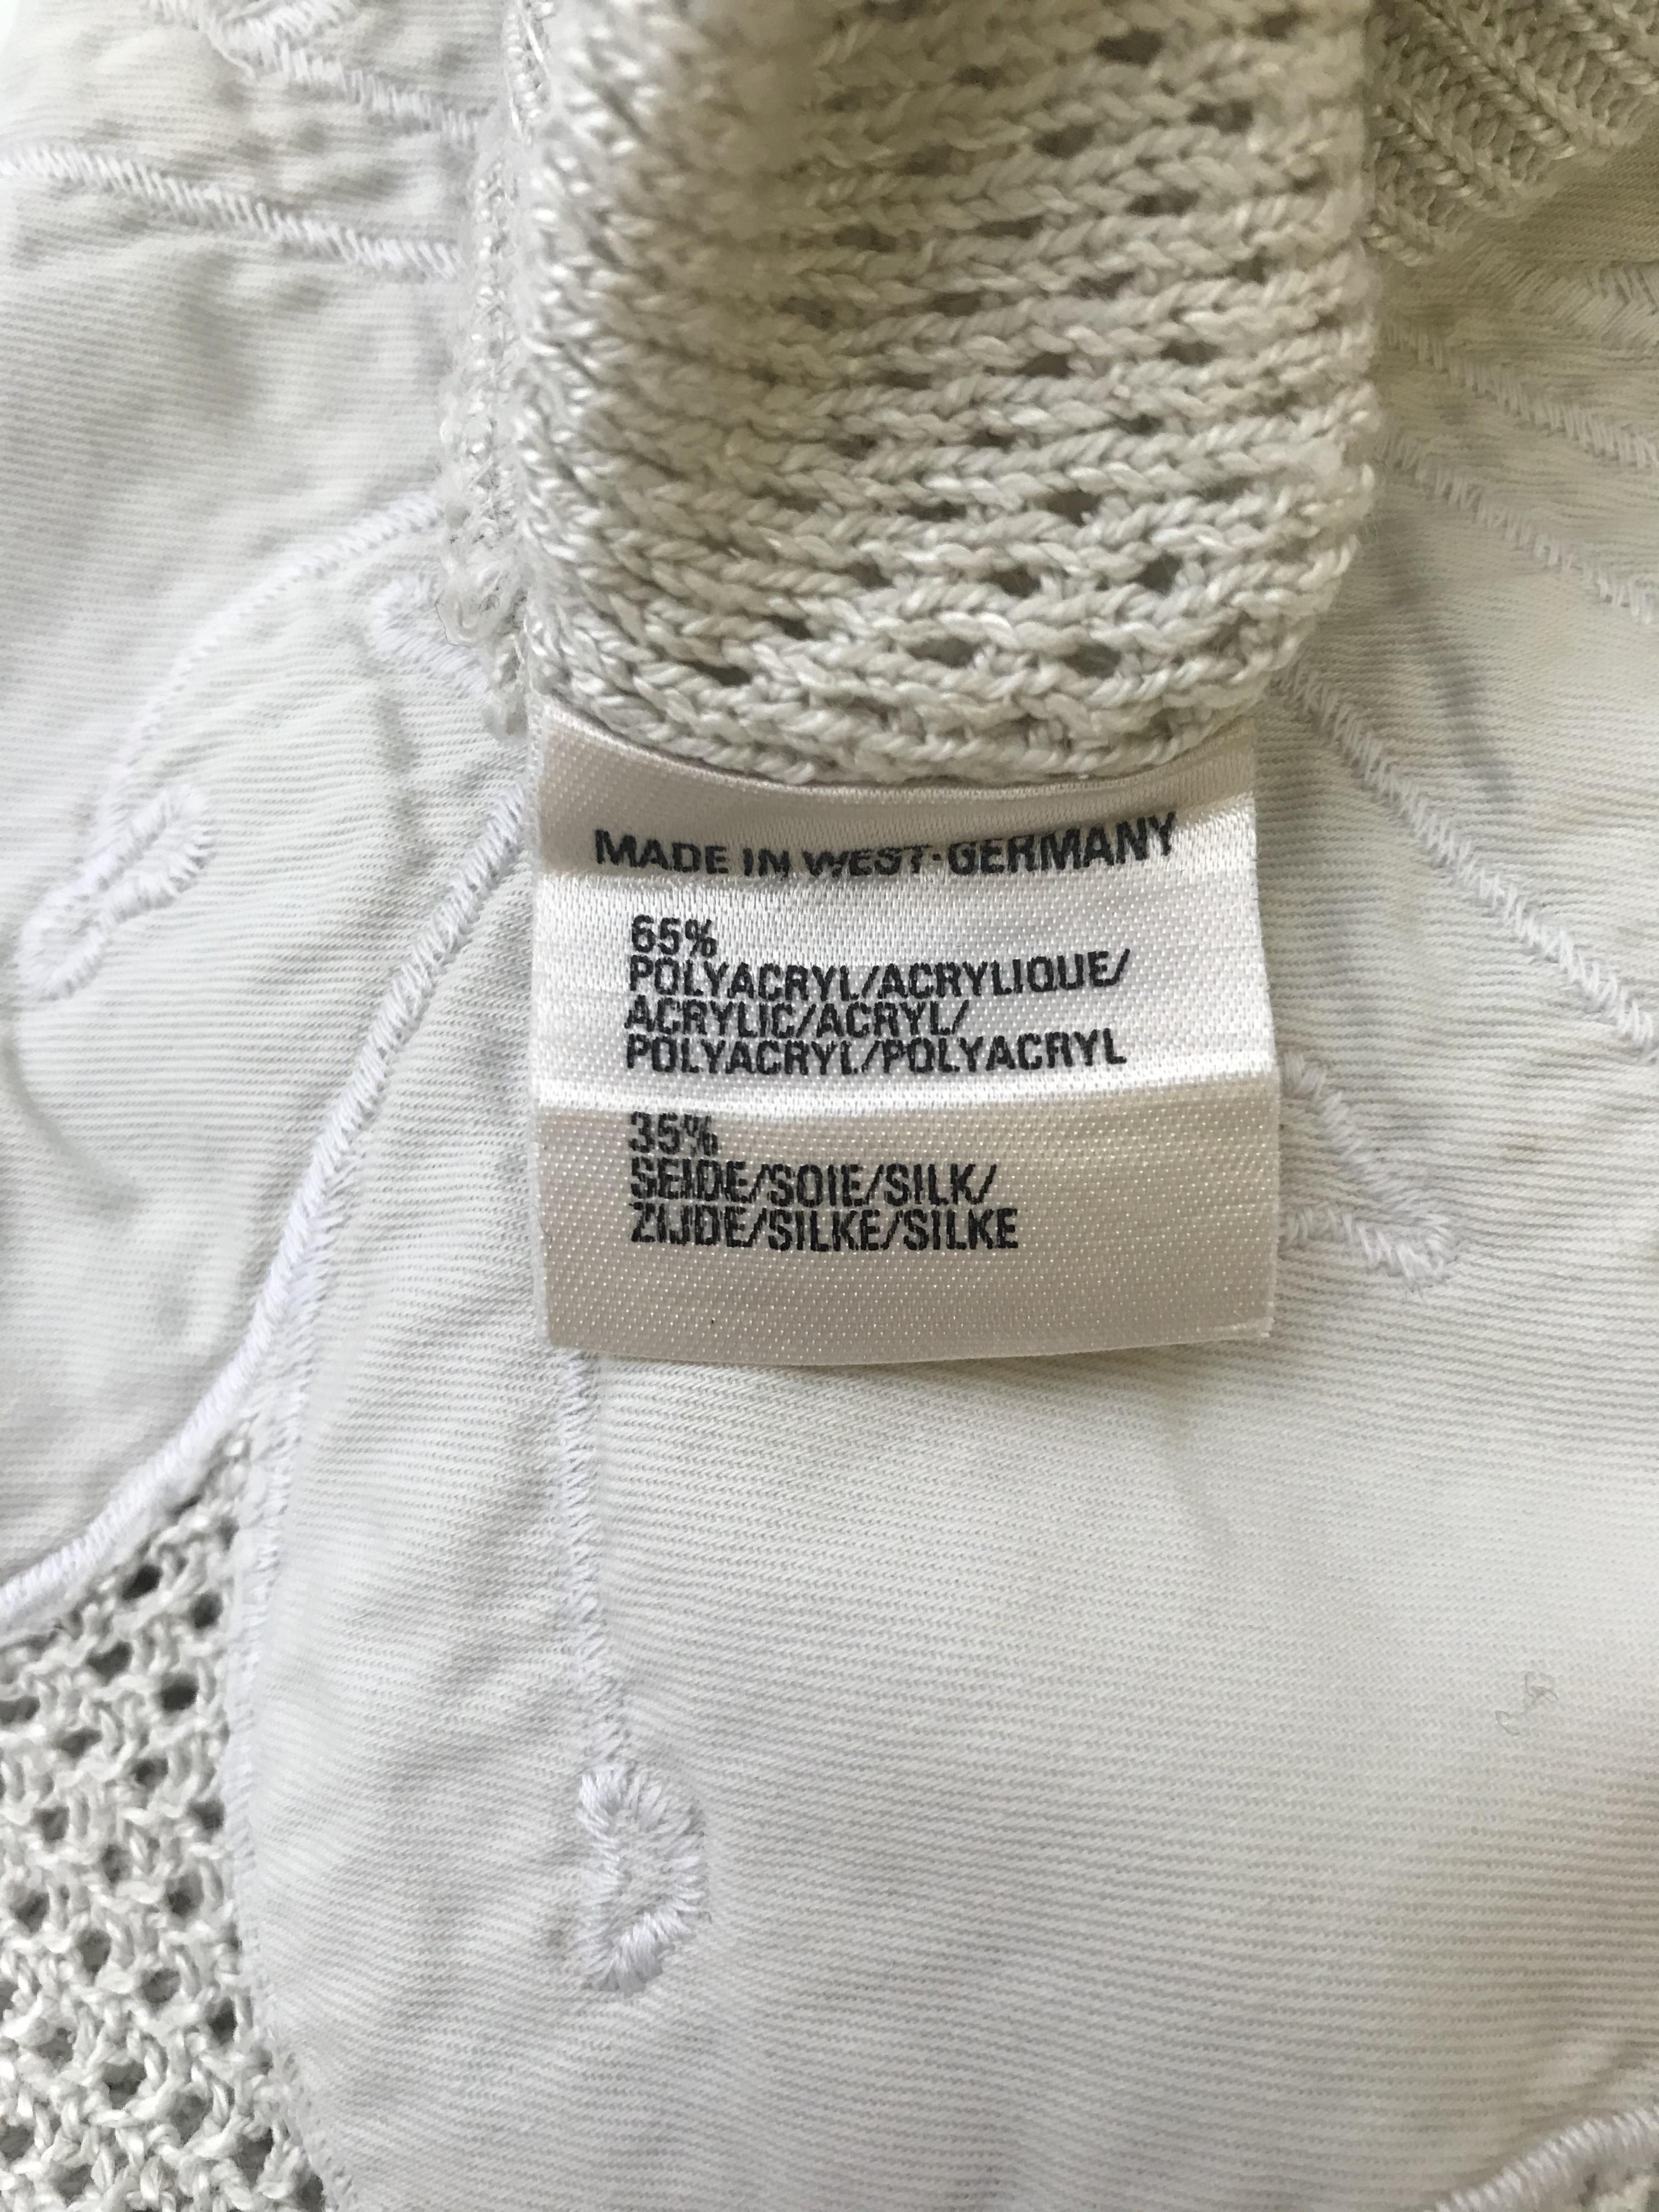 MADE IN WEST-GERMANY
65%
POLYACRYL/ACRYLIQUE/
ACRYLIC/ACRYL/
POLYACRYL/POLYACRYL
35%
SEIDE/SOIE/SILK/
ZIJDE/SILKE/SILKE